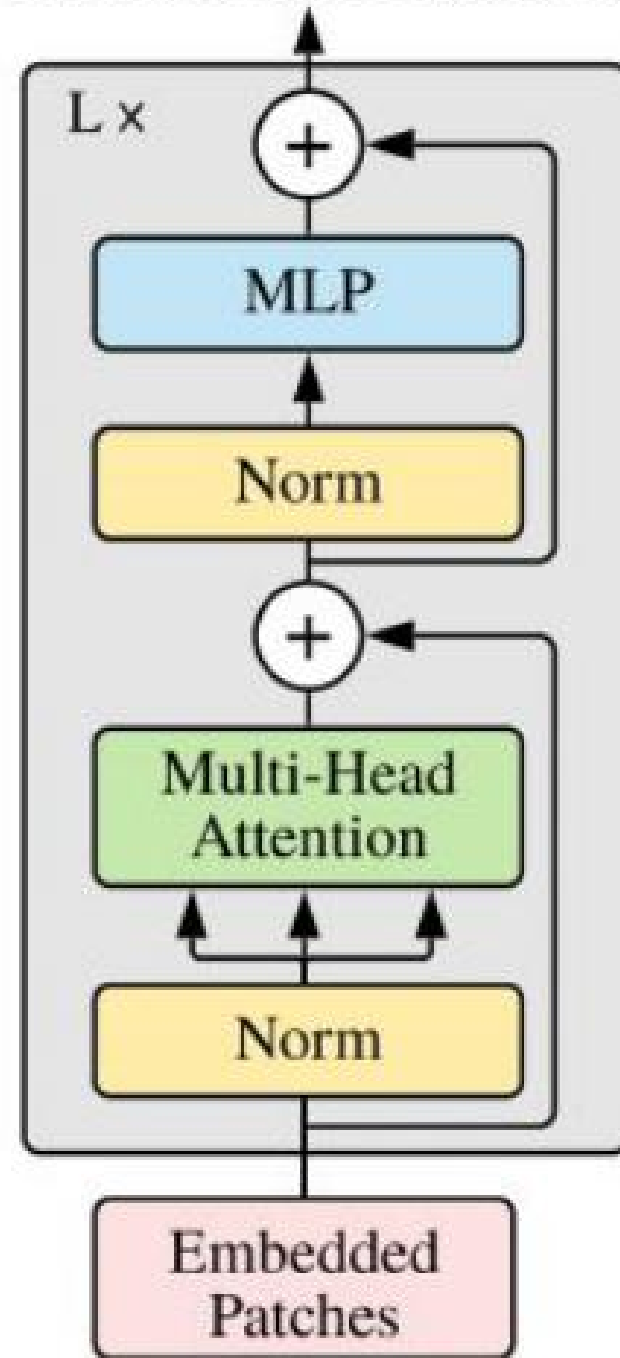 L ×
+
MLP
Norm
+
Multi-Head
Attention
Norm
Embedded
Patches